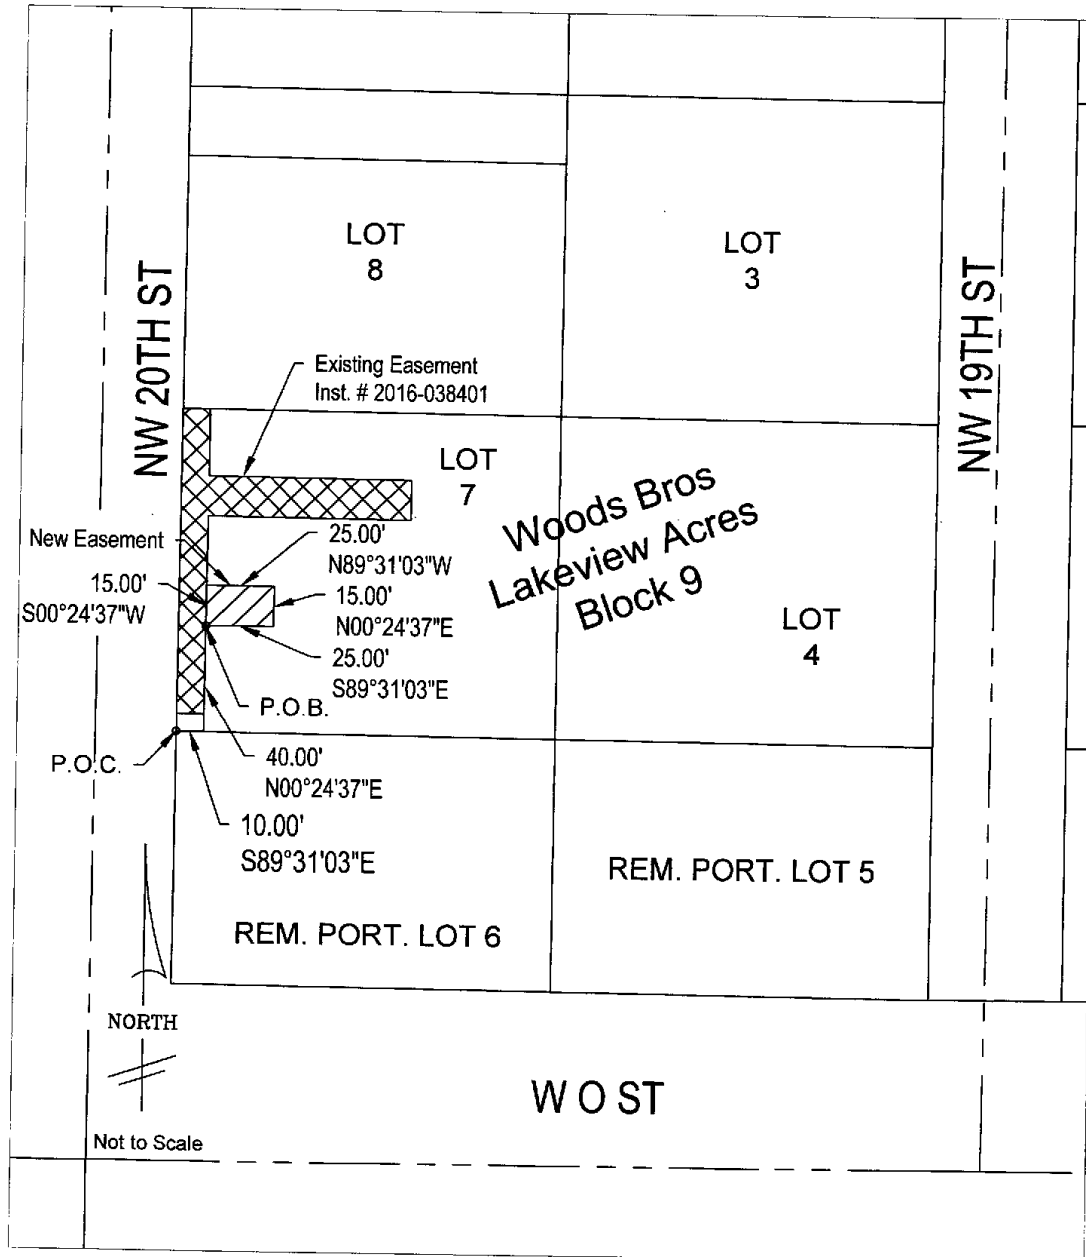 LOT
8
LOT
3
NW 20TH ST
NW 19TH ST
Existing Easement
Inst. # 2016-038401
LOT
7
Woods Bros
Lakeview Acres
Block 9
New Easement
25.00'
N89°31'03"W
15.00'
S00°24'37"W
15.00'
N00°24'37"E
25.00'
S89°31'03"E
LOT
4
P.O.B.
P.O.C.
40.00'
N00°24'37"E
10.00'
S89°31'03"E
REM. PORT. LOT 5
REM. PORT. LOT 6
NORTH
W O ST
Not to Scale